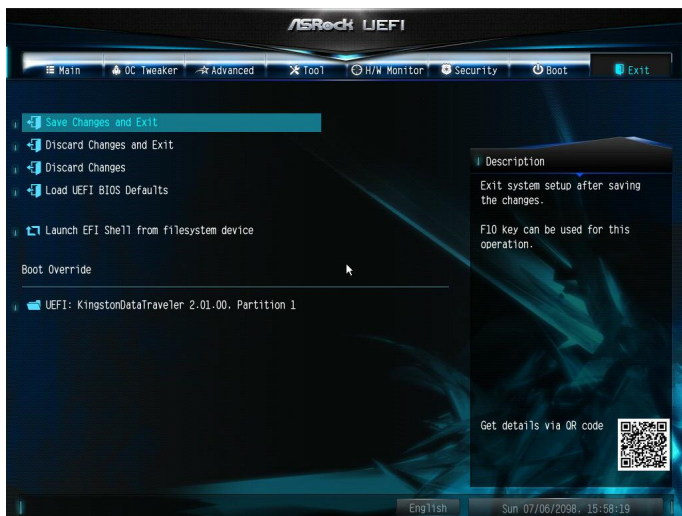 ASRock UEFI
Main OC Tweaker Advanced Tool H/W Monitor Security Boot Exit
Save Changes and Exit
Discard Changes and Exit
Discard Changes
Load UEFI BIOS Defaults
Launch EFI Shell from filesystem device
Boot Override
UEFI: KingstonDataTraveler 2.01.00, Partition 1
Description
Exit system setup after saving
the changes.
F10 key can be used for this
operation.
Get details via QR code
English
Sun 07/06/2098, 15:58:19